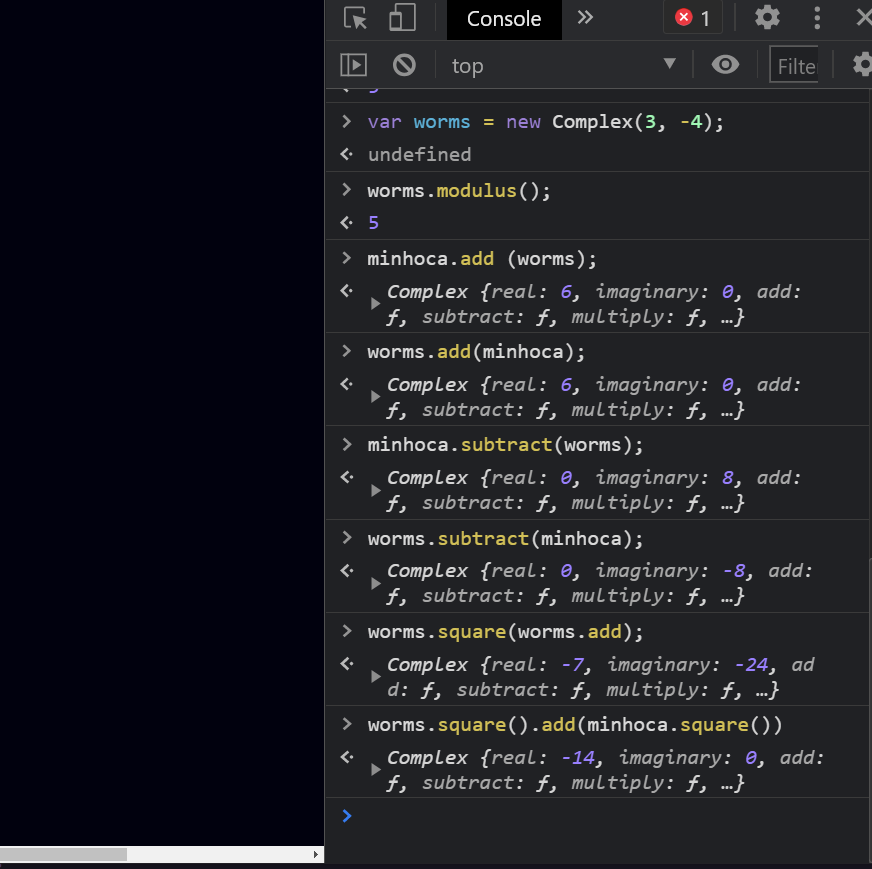 Console » 1
top Filte
> var worms = new Complex(3, -4);
undefined
> worms.modulus();
5
> minhoca.add (worms);
Complex {real: 6, imaginary: 0, add:
ƒ, subtract: ƒ, multiply: ƒ, …}
> worms.add(minhoca);
Complex {real: 6, imaginary: 0, add:
ƒ, subtract: ƒ, multiply: ƒ, …}
> minhoca.subtract(worms);
Complex {real: 0, imaginary: 8, add:
ƒ, subtract: ƒ, multiply: ƒ, …}
> worms.subtract(minhoca);
Complex {real: 0, imaginary: -8, add:
ƒ, subtract: ƒ, multiply: ƒ, …}
> worms.square(worms.add);
Complex {real: -7, imaginary: -24, ad
d: ƒ, subtract: ƒ, multiply: ƒ, …}
> worms.square().add(minhoca.square())
Complex {real: -14, imaginary: 0, add:
ƒ, subtract: ƒ, multiply: ƒ, …}
>